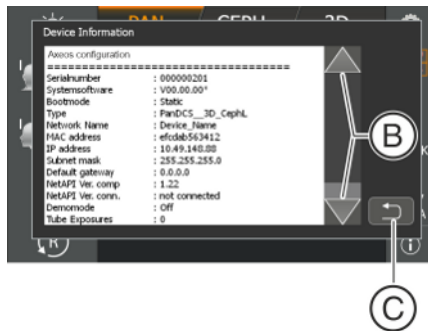 PAN CEPH 3D
Device Information
Axeos configuration
=====================================
Serialnumber : 000000201
Systemsoftware : V00.00.00*
Bootmode : Static
Type : PanDCS__3D_CephL
Network Name : Device_Name
MAC address : efcdab563412
IP address : 10.49.148.88
Subnet mask : 255.255.255.0
Default gateway : 0.0.0.0
NetAPI Ver. comp : 1.22
NetAPI Ver. conn. : not connected
Demomode : Off
Tube Exposures : 0
B
R
C